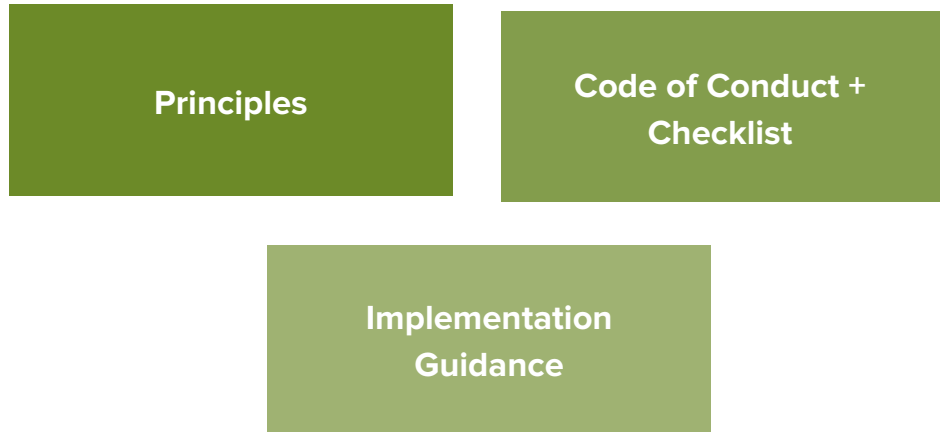 Principles
Code of Conduct +
Checklist
Implementation
Guidance